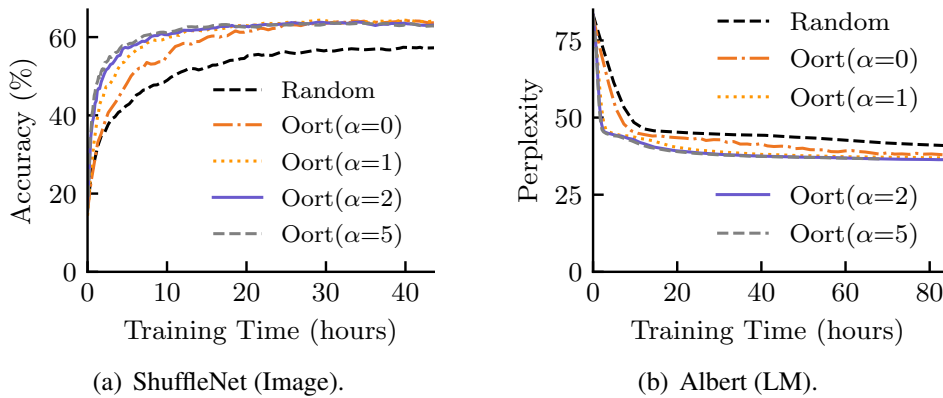 Accuracy (%)
60
40
20
0
Random
Oort(α=0)
Oort(α=1)
Oort(α=2)
Oort(α=5)
0 10 20 30 40
Training Time (hours)
(a) ShuffleNet (Image).
Perplexity
75
50
25
0
Random
Oort(α=0)
Oort(α=1)
Oort(α=2)
Oort(α=5)
0 20 40 60 80
Training Time (hours)
(b) Albert (LM).